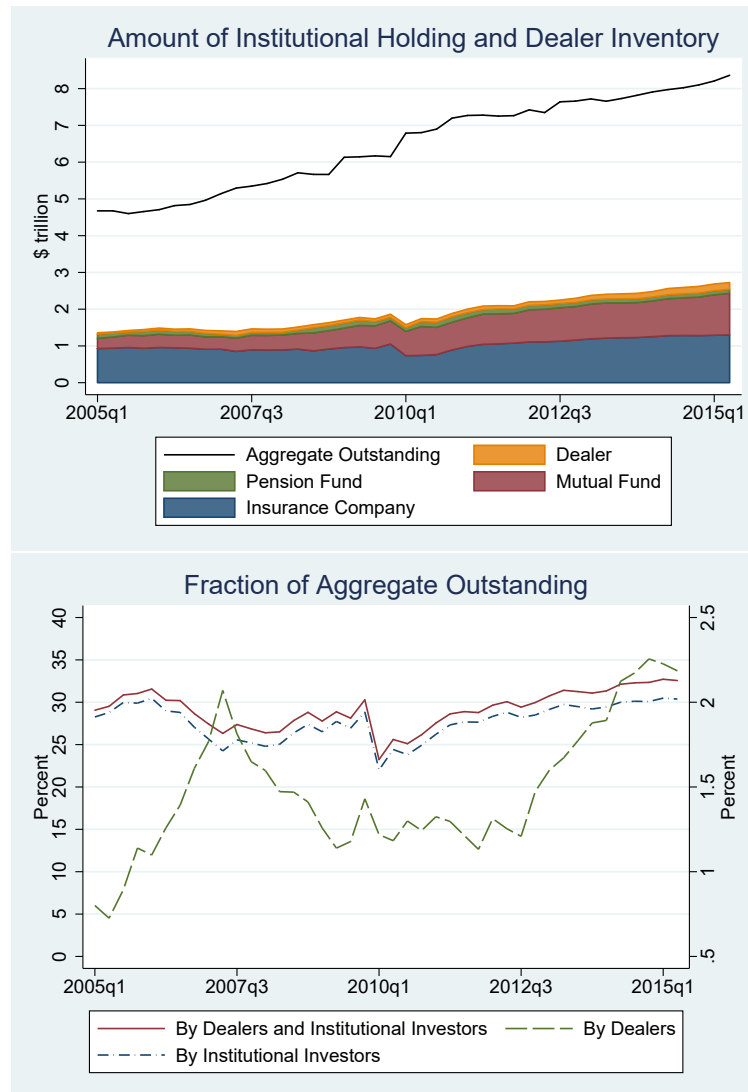 Amount of Institutional Holding and Dealer Inventory
$ trillion
8
7
6
5
4
3
2
1
0
2005q1 2007q3 2010q1 2012q3 2015q1
Aggregate Outstanding Dealer
Pension Fund Mutual Fund
Insurance Company
Fraction of Aggregate Outstanding
Percent
40
35
30
25
20
15
10
5
0
2.5
2
1.5
1
.5
Percent
2005q1 2007q3 2010q1 2012q3 2015q1
By Dealers and Institutional Investors By Dealers
By Institutional Investors